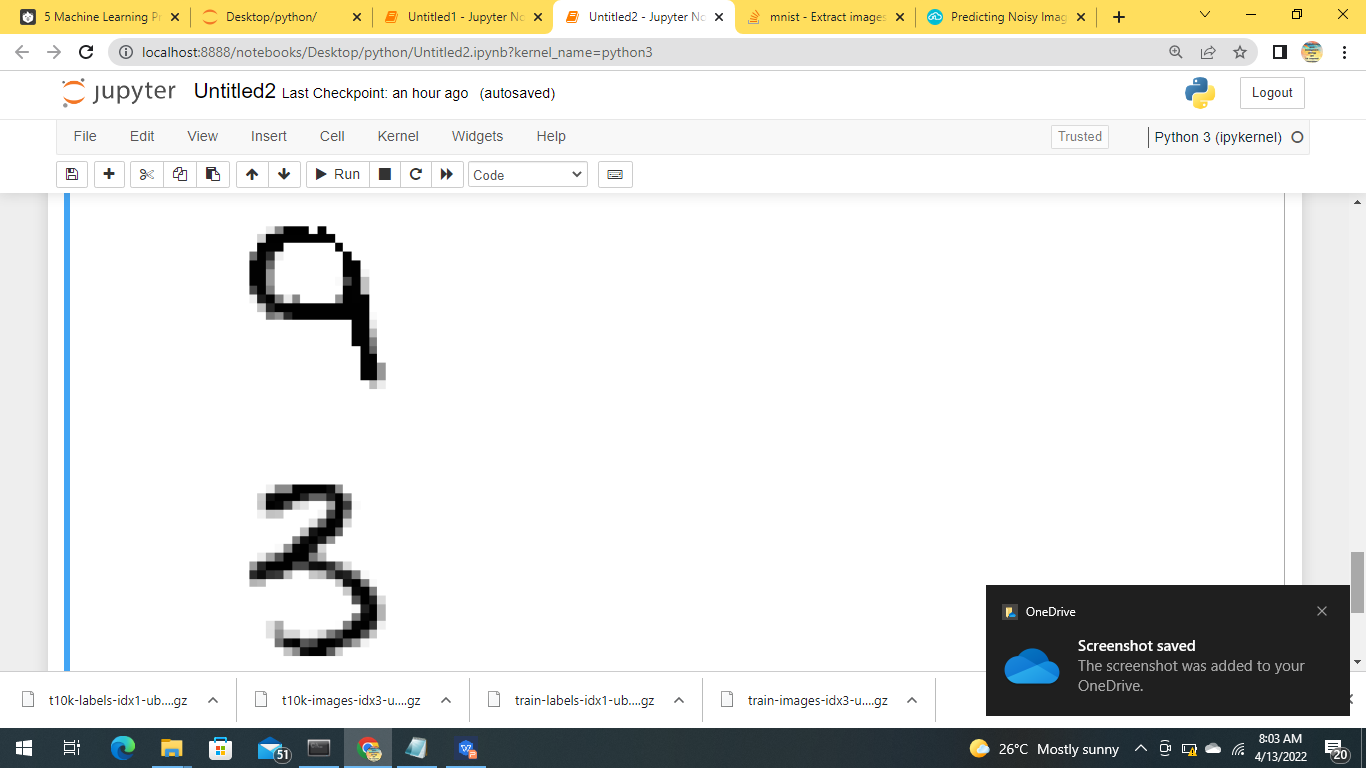 5 Machine Learning P
Desktop/python/
Untitled1 - Jupyter No
Untitled2 - Jupyter No
mnist - Extract images
Predicting Noisy Imag
localhost:8888/notebooks/Desktop/python/Untitled2.ipynb?kernel_name=python3
jupyter Untitled2 Last Checkpoint: an hour ago (autosaved)
Logout
File Edit View Insert Cell Kernel Widgets Help
Trusted
Python 3 (ipykernel)
Run
Code
9
3
OneDrive
Screenshot saved
The screenshot was added to your
OneDrive.
t10k-labels-idx1-ub....gz
t10k-images-idx3-u....gz
train-labels-idx1-ub....gz
train-images-idx3-u....gz
51
26°C Mostly sunny
8:03 AM
4/13/2022
20